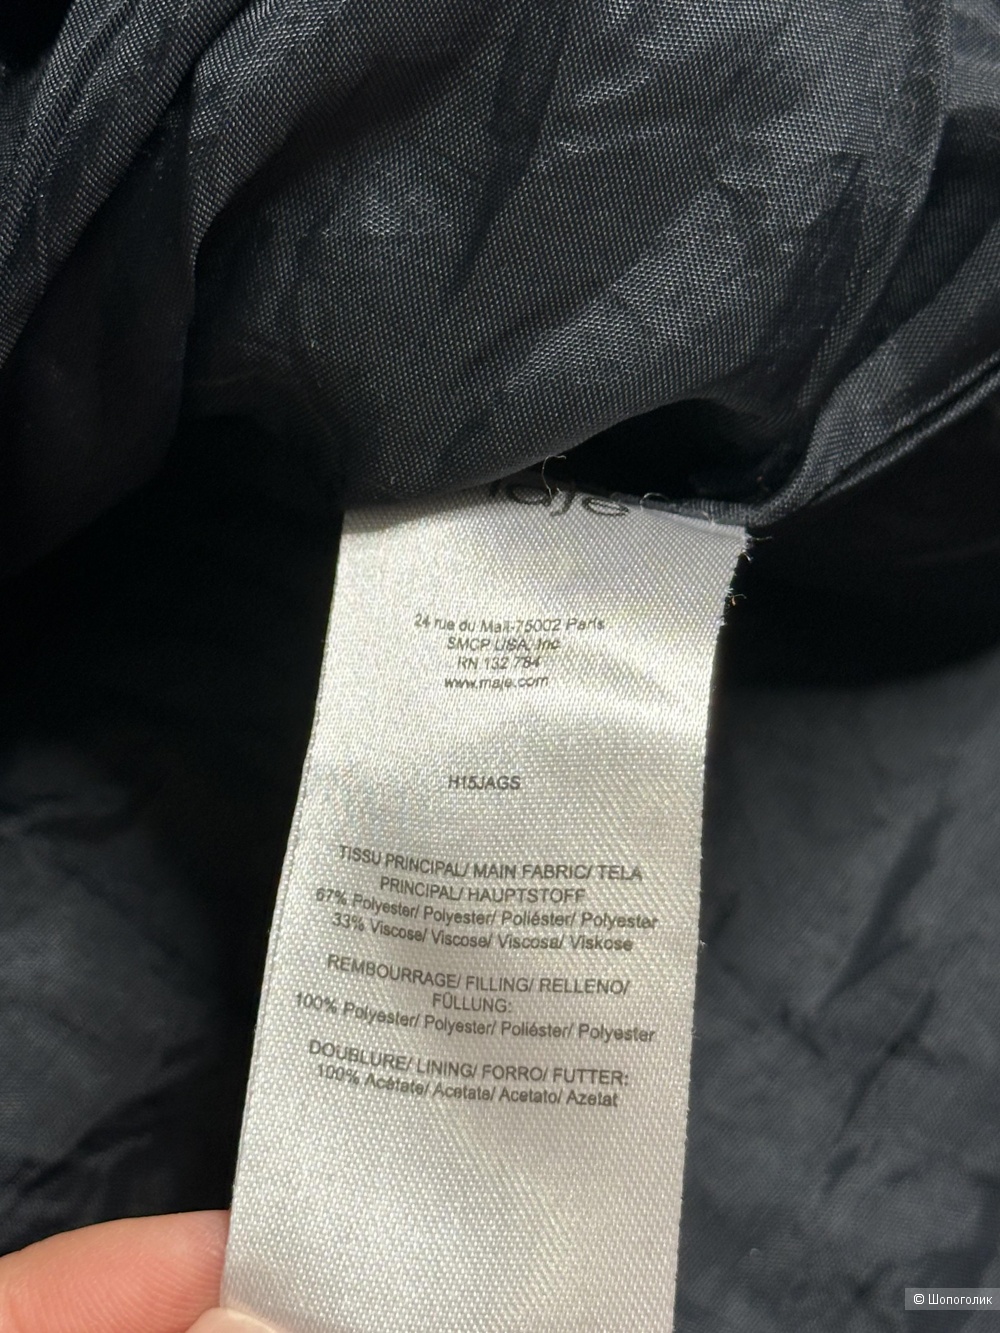 maje
24 rue du Mail-75002 Paris
SMCP USA, Inc
RN 132 784
www.maje.com
H15JAGS
TISSU PRINCIPAL/ MAIN FABRIC/ TELA
PRINCIPAL/ HAUPTSTOFF
67% Polyester/ Polyester/ Poliéster/ Polyester
33% Viscose/ Viscose/ Viscosa/ Viskose
REMBOURRAGE/ FILLING/ RELLENO/
FÜLLUNG:
100% Polyester/ Polyester/ Poliéster/ Polyester
DOUBLURE/ LINING/ FORRO/ FUTTER:
100% Acétate/ Acetate/ Acetato/ Azetat
© Шопоголик